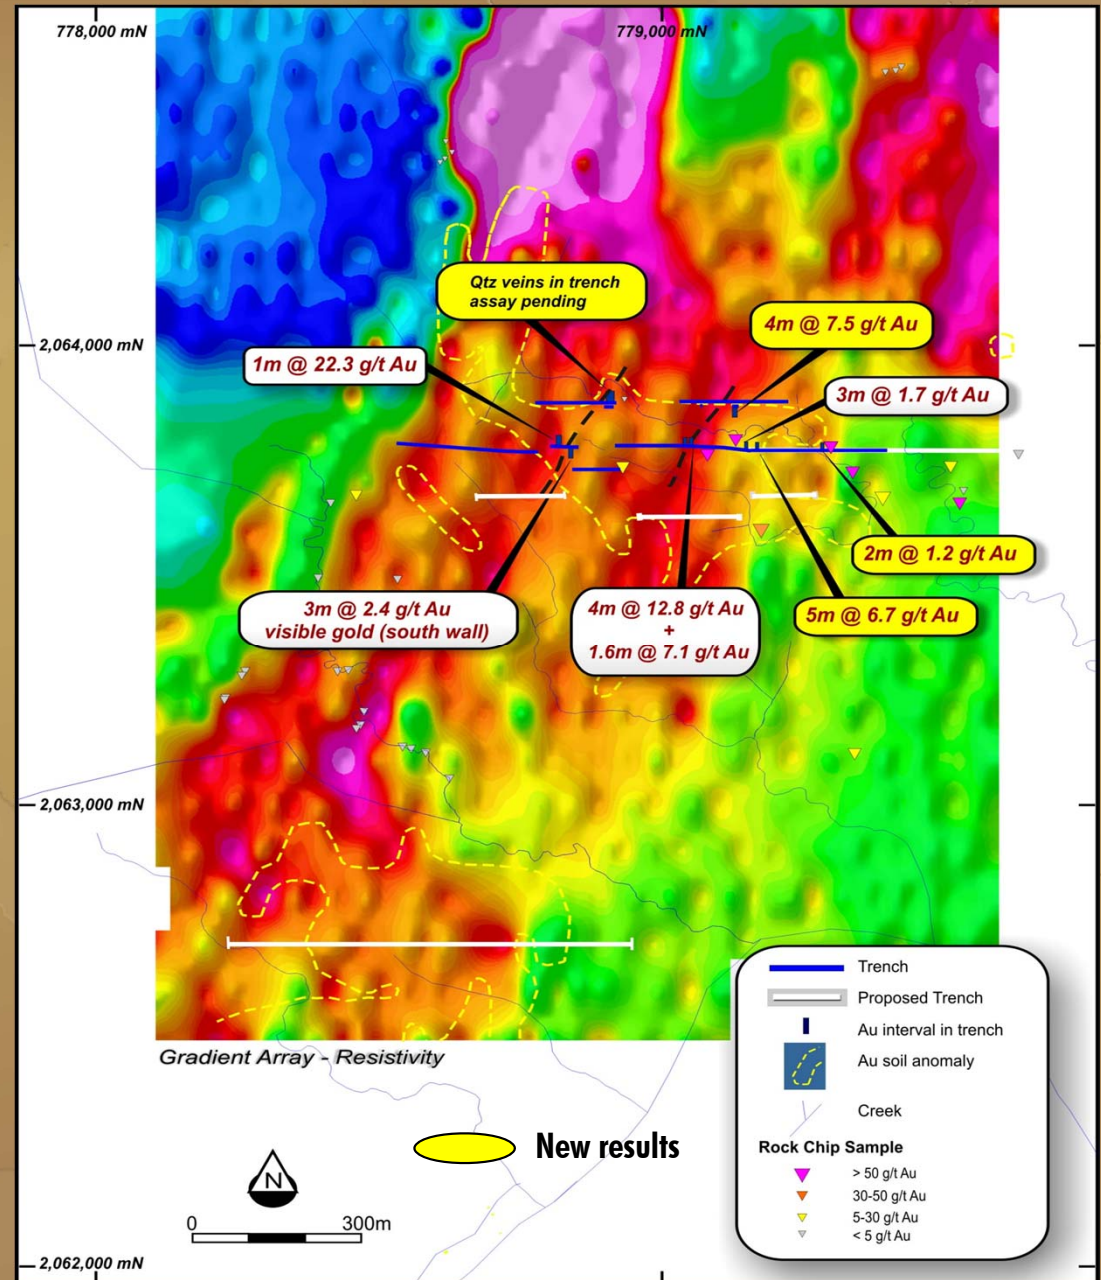 778,000 mN
779,000 mN
Qtz veins in trench
assay pending
4m @ 7.5 g/t Au
2,064,000 mN
1m @ 22.3 g/t Au
3m @ 1.7 g/t Au
2m @ 1.2 g/t Au
3m @ 2.4 g/t Au
visible gold (south wall)
4m @ 12.8 g/t Au
+
1.6m @ 7.1 g/t Au
5m @ 6.7 g/t Au
2,063,000 mN
Gradient Array - Resistivity
New results
N
0 300m
2,062,000 mN
Trench
Proposed Trench
Au interval in trench
Au soil anomaly
Creek
Rock Chip Sample
> 50 g/t Au
30-50 g/t Au
5-30 g/t Au
< 5 g/t Au